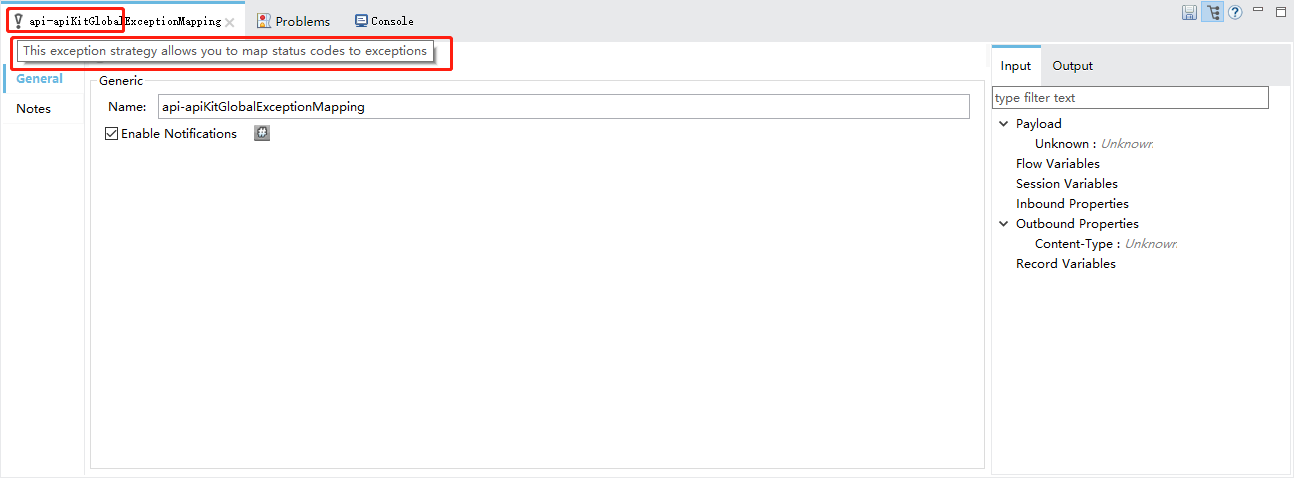 api-apiKitGlobalExceptionMapping Problems Console
This exception strategy allows you to map status codes to exceptions
General
Notes
Generic
Name: api-apiKitGlobalExceptionMapping
Enable Notifications
Input Output
type filter text
Payload
Unknown : Unknown
Flow Variables
Session Variables
Inbound Properties
Outbound Properties
Content-Type : Unknown
Record Variables